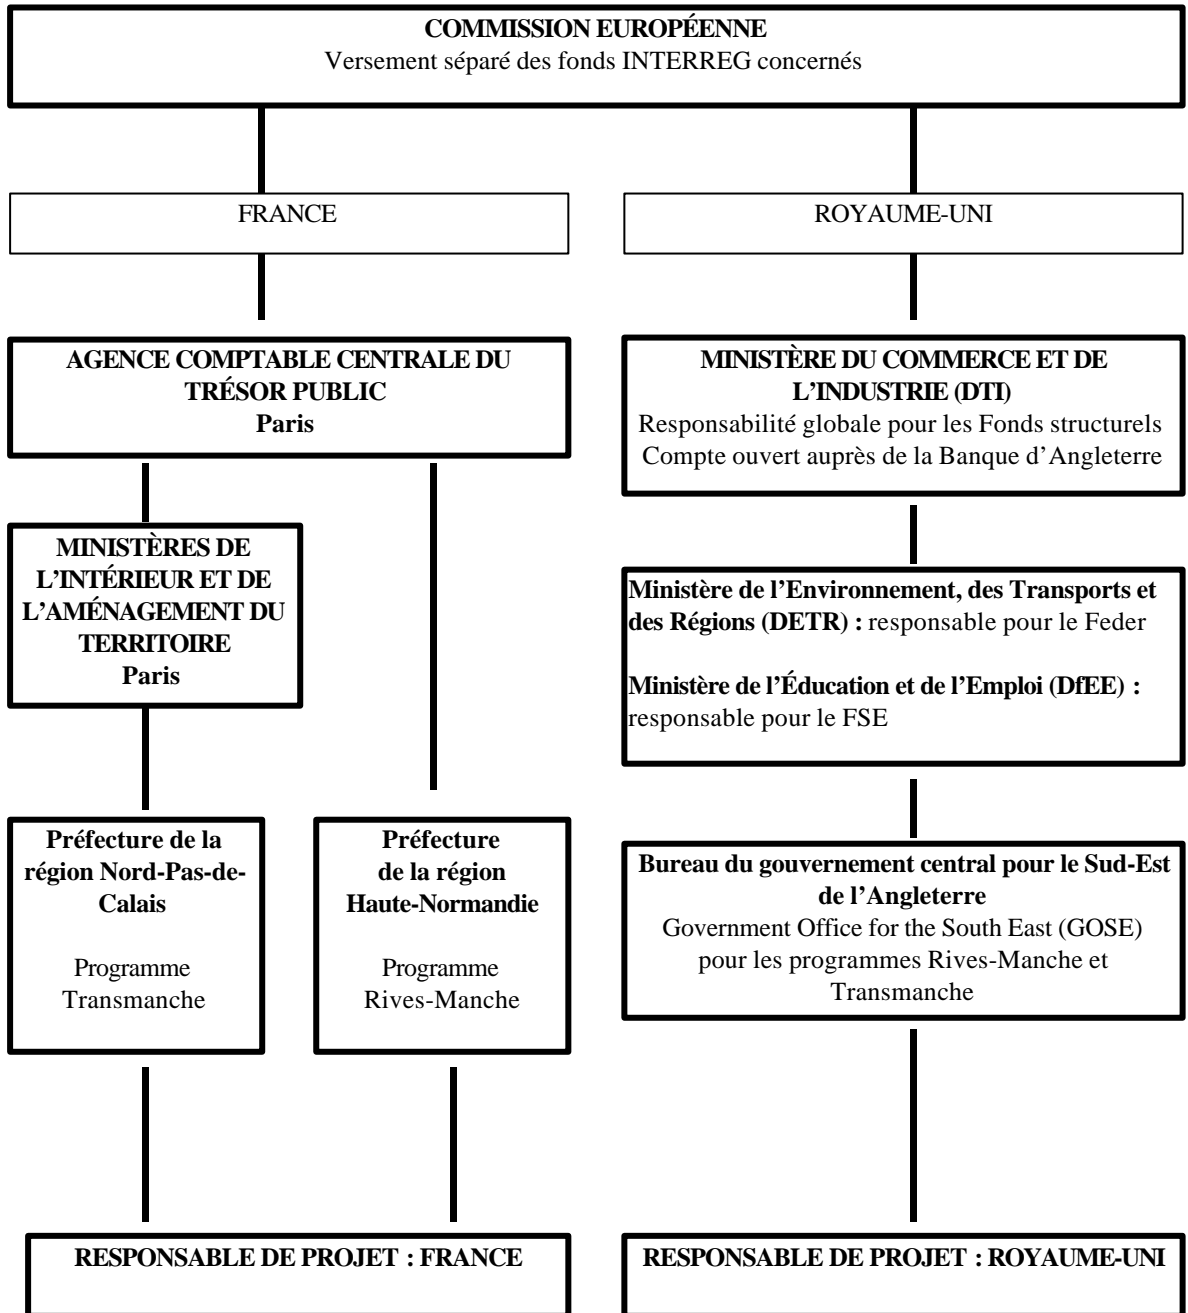 COMMISSION EUROPÉENNE
Versement séparé des fonds INTERREG concernés
FRANCE
ROYAUME-UNI
AGENCE COMPTABLE CENTRALE DU
TRÉSOR PUBLIC
Paris
MINISTÈRE DU COMMERCE ET DE
L'INDUSTRIE (DTI)
Responsabilité globale pour les Fonds structurels
Compte ouvert auprès de la Banque d'Angleterre
MINISTÈRES DE
L'INTÉRIEUR ET DE
L'AMÉNAGEMENT DU
TERRITOIRE
Paris
Ministère de l'Environnement, des Transports et
des Régions (DETR) : responsable pour le Feder
Ministère de l'Éducation et de l'Emploi (DfEE) :
responsable pour le FSE
Préfecture de la
région Nord-Pas-de-
Calais
Programme
Transmanche
Préfecture
de la région
Haute-Normandie
Programme
Rives-Manche
Bureau du gouvernement central pour le Sud-Est
de l'Angleterre
Government Office for the South East (GOSE)
pour les programmes Rives-Manche et
Transmanche
RESPONSABLE DE PROJET : FRANCE
RESPONSABLE DE PROJET : ROYAUME-UNI